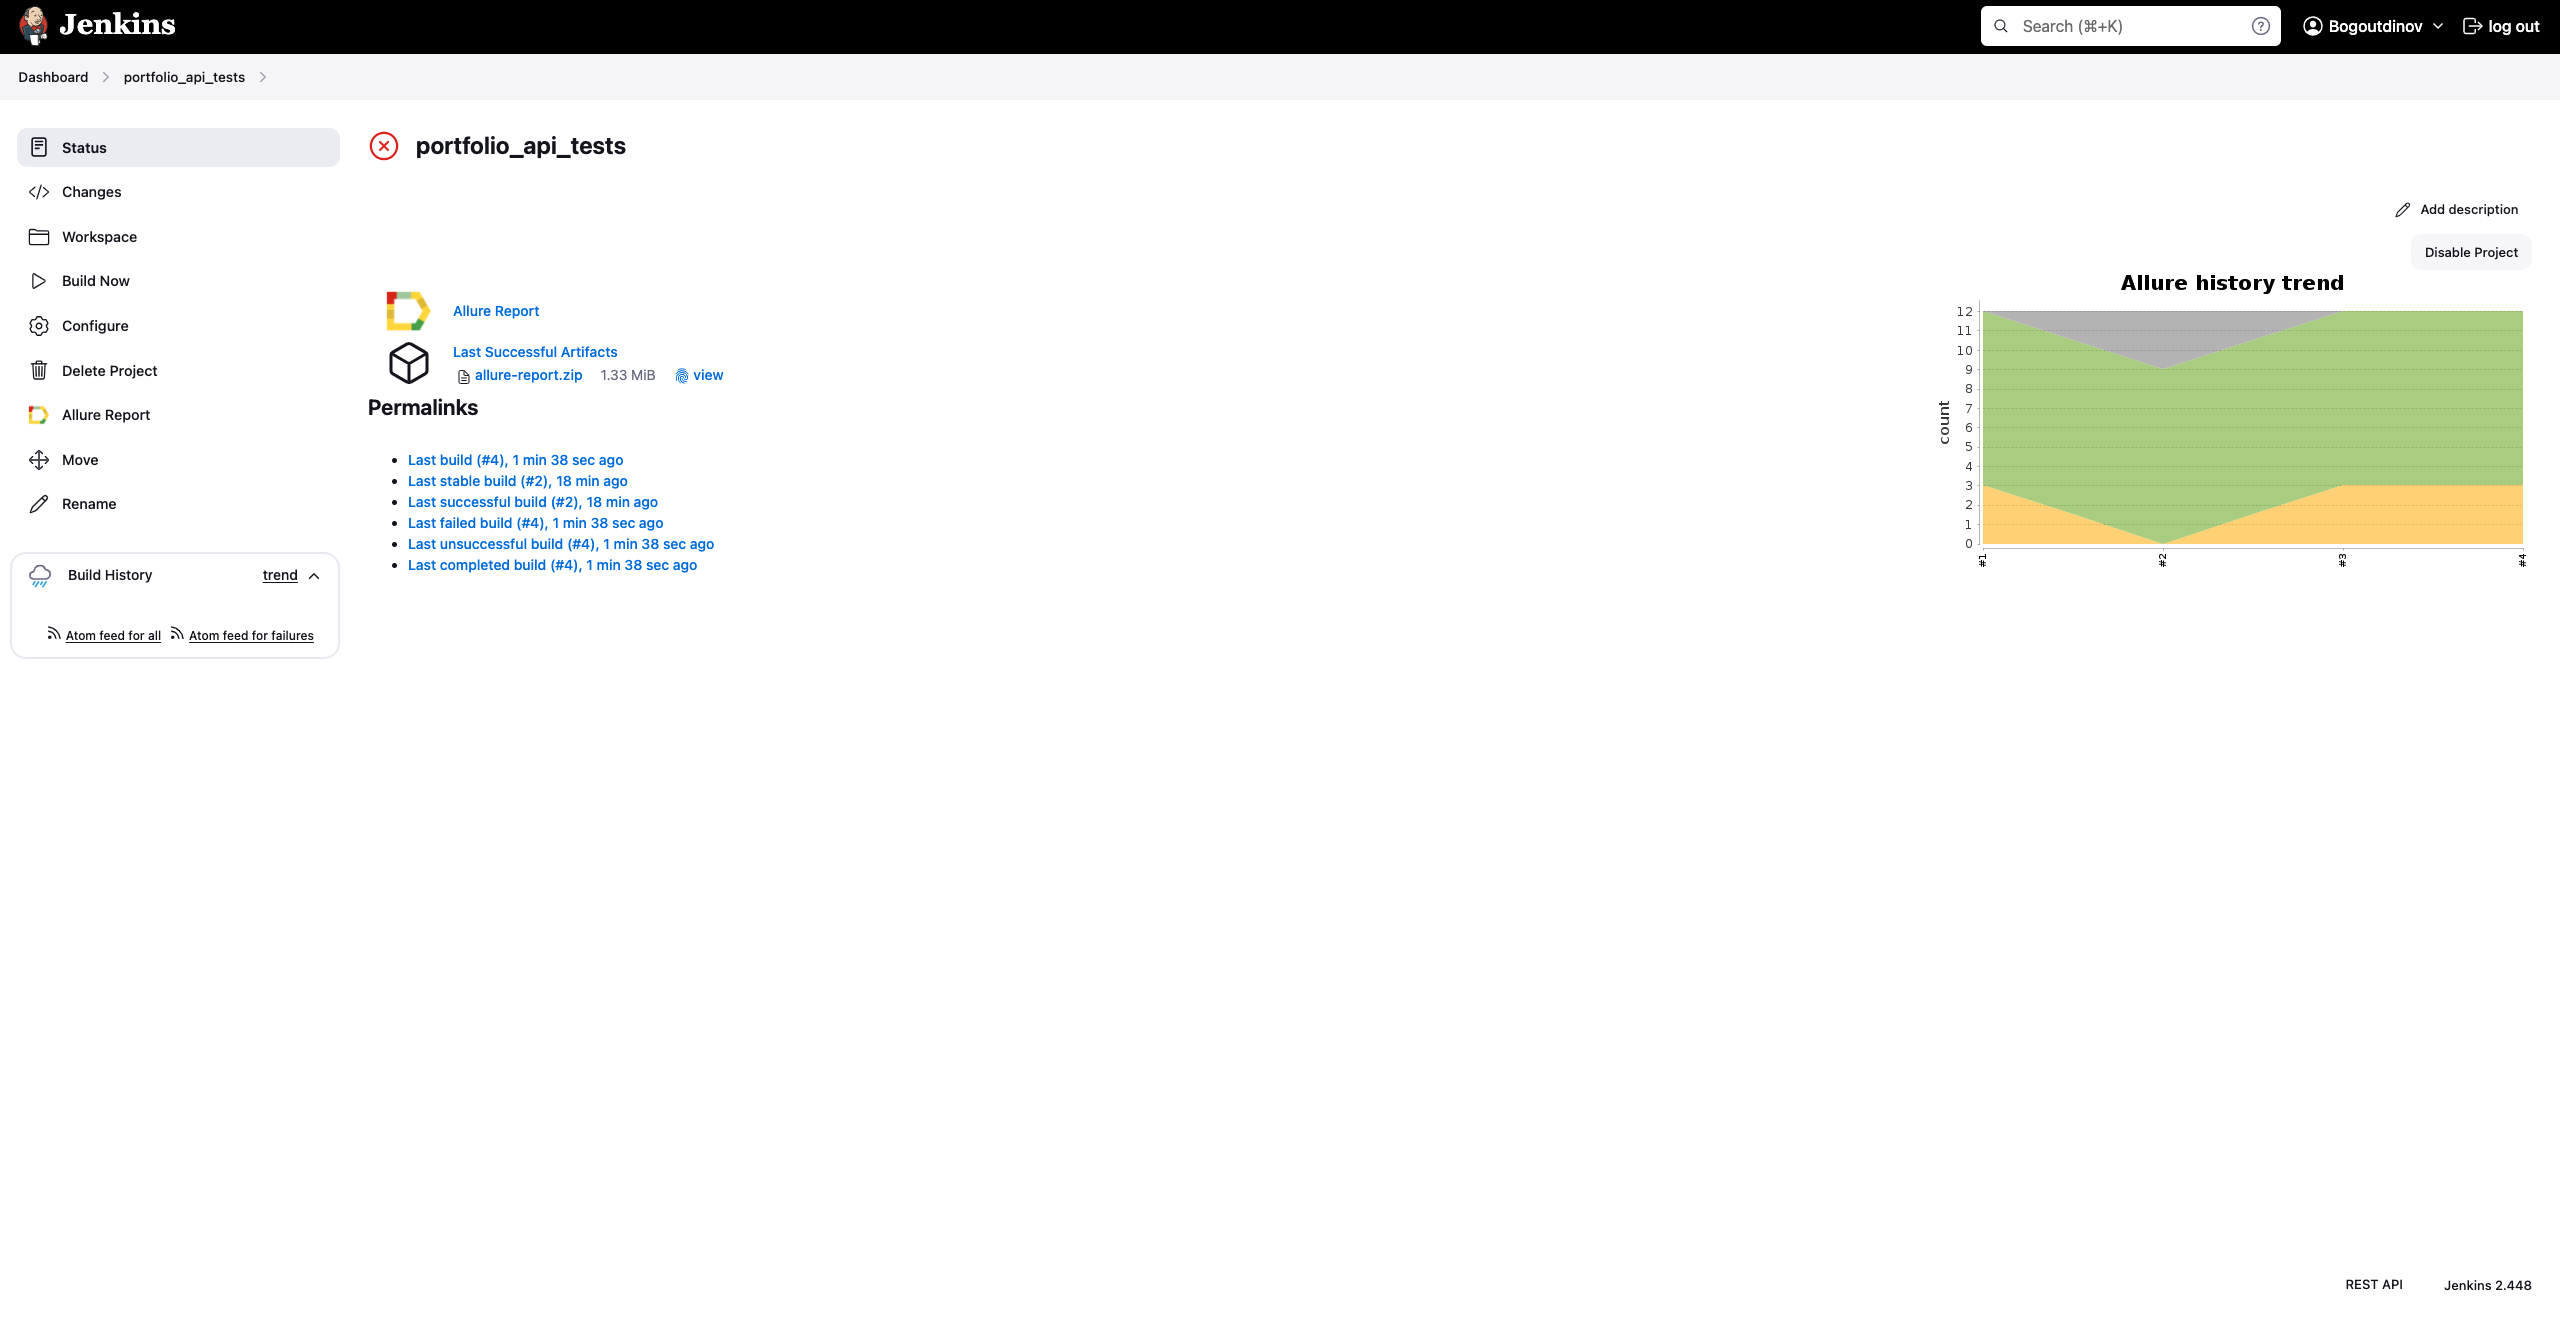 Jenkins
Search (⌘+K)
Bogoutdinov
log out
Dashboard
portfolio_api_tests
Status
Changes
Workspace
Build Now
Configure
Delete Project
Allure Report
Move
Rename
Build History
trend
Atom feed for all
Atom feed for failures
portfolio_api_tests
Add description
Disable Project
Allure Report
Last Successful Artifacts
allure-report.zip 1.33 MiB view
Permalinks
Last build (#4), 1 min 38 sec ago
Last stable build (#2), 18 min ago
Last successful build (#2), 18 min ago
Last failed build (#4), 1 min 38 sec ago
Last unsuccessful build (#4), 1 min 38 sec ago
Last completed build (#4), 1 min 38 sec ago
Allure history trend
count
12
11
10
9
8
7
6
5
4
3
2
1
0
#1
#2
#3
#4
REST API
Jenkins 2.448